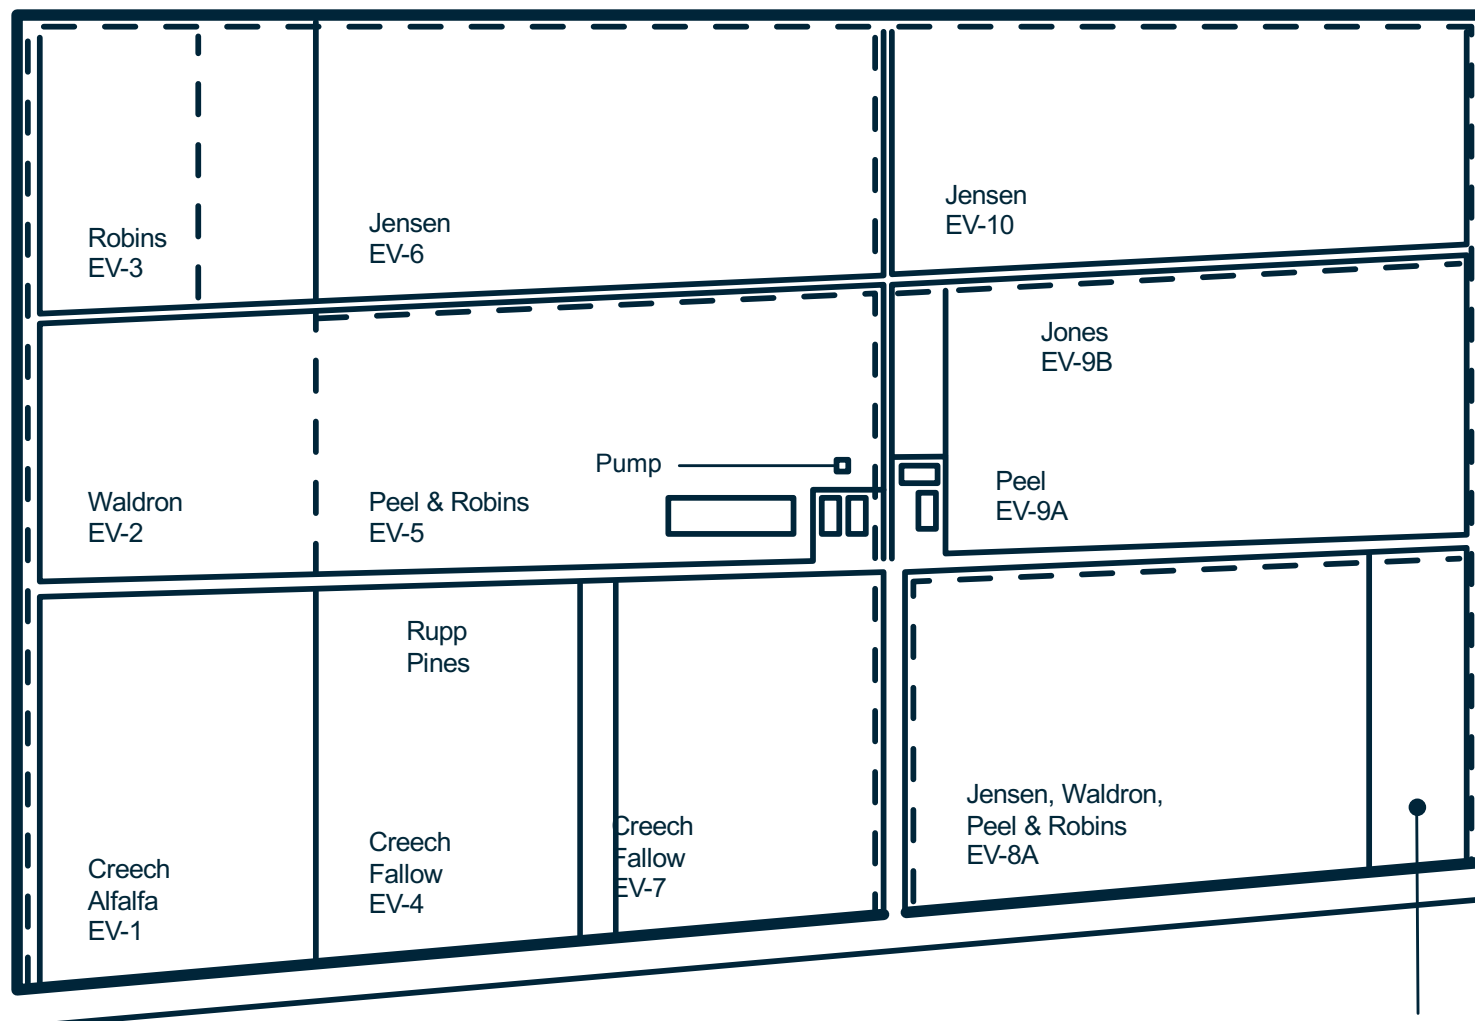 Robins
EV-3
Jensen
EV-6
Jensen
EV-10
Waldron
EV-2
Peel & Robins
EV-5
Pump
Jones
EV-9B
Peel
EV-9A
Creech
Alfalfa
EV-1
Rupp
Pines
Creech
Fallow
EV-4
Creech
Fallow
EV-7
Jensen, Waldron,
Peel & Robins
EV-8A